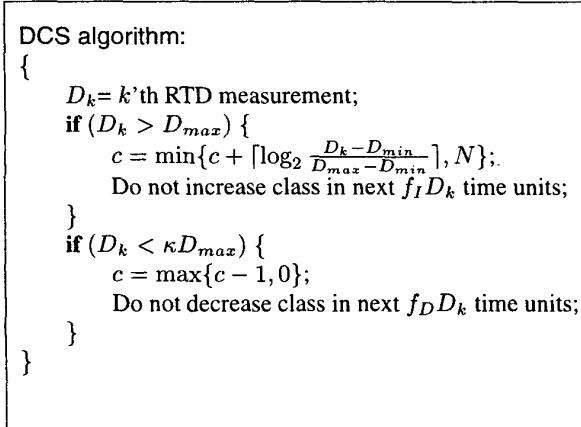 DCS algorithm:
{
D_k= k'th RTD measurement;
if (D_k > D_max) {
c = min{c + ⌈log_2 \frac{D_k−D_min}{D_max−D_min}⌉, N};
Do not increase class in next f_I D_k time units;
}
if (D_k < κD_max) {
c = max{c − 1, 0};
Do not decrease class in next f_D D_k time units;
}
}